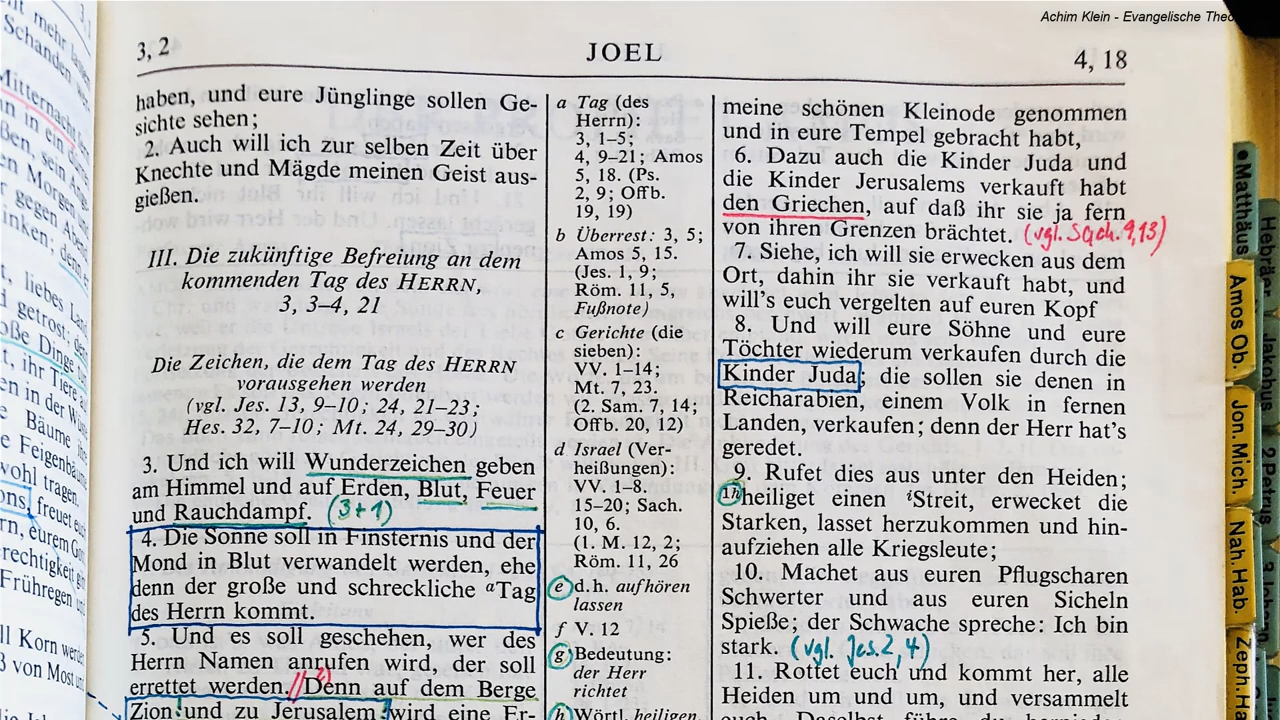 Achim Klein - Evangelische Theo
3, 2
JOEL
4, 18
haben, und eure Jünglinge sollen Ge-
sichte sehen;
2. Auch will ich zur selben Zeit über
Knechte und Mägde meinen Geist aus-
gießen.
III. Die zukünftige Befreiung an dem
kommenden Tag des HERRN,
3, 3–4, 21
Die Zeichen, die dem Tag des HERRN
vorausgehen werden
(vgl. Jes. 13, 9–10; 24, 21–23;
Hes. 32, 7–10; Mt. 24, 29–30)
3. Und ich will Wunderzeichen geben
am Himmel und auf Erden, Blut, Feuer
und Rauchdampf. (3+1)
4. Die Sonne soll in Finsternis und der
Mond in Blut verwandelt werden, ehe
denn der große und schreckliche aTag
des Herrn kommt.
5. Und es soll geschehen, wer des
Herrn Namen anrufen wird, der soll
errettet werden. Denn auf dem Berge
Zion und zu Jerusalem wird eine Er-
a Tag (des
Herrn):
3, 1–5;
4, 9–21; Amos
5, 18. (Ps.
2, 9; Offb.
19, 19)
b Überrest: 3, 5;
Amos 5, 15.
(Jes. 1, 9;
Röm. 11, 5,
Fußnote)
c Gerichte (die
sieben):
VV. 1–14;
Mt. 7, 23.
(2. Sam. 7, 14;
Offb. 20, 12)
d Israel (Ver-
heißungen):
VV. 1–8.
15–20; Sach.
10, 6.
(1. M. 12, 2;
Röm. 11, 26
e d.h. aufhören
lassen
f V. 12
g Bedeutung:
der Herr
richtet
h Wörtl. heiligen
meine schönen Kleinode genommen
und in eure Tempel gebracht habt,
6. Dazu auch die Kinder Juda und
die Kinder Jerusalems verkauft habt
den Griechen, auf daß ihr sie ja fern
von ihren Grenzen brächtet. (vgl. Sach. 9,13)
7. Siehe, ich will sie erwecken aus dem
Ort, dahin ihr sie verkauft habt, und
will's euch vergelten auf euren Kopf
8. Und will eure Söhne und eure
Töchter wiederum verkaufen durch die
Kinder Juda; die sollen sie denen in
Reicharabien, einem Volk in fernen
Landen, verkaufen; denn der Herr hat's
geredet.
9. Rufet dies aus unter den Heiden;
hheiliget einen iStreit, erwecket die
Starken, lasset herzukommen und hin-
aufziehen alle Kriegsleute;
10. Machet aus euren Pflugscharen
Schwerter und aus euren Sicheln
Spieße; der Schwache spreche: Ich bin
stark. (vgl. Jes. 2, 4)
11. Rottet euch und kommt her, alle
Heiden um und um, und versammelt
Matthäus
Amos Ob.
Jon. Mich.
Nah. Hab.
Zeph. Ha
Hebräer
Jakobus
2 Petrus